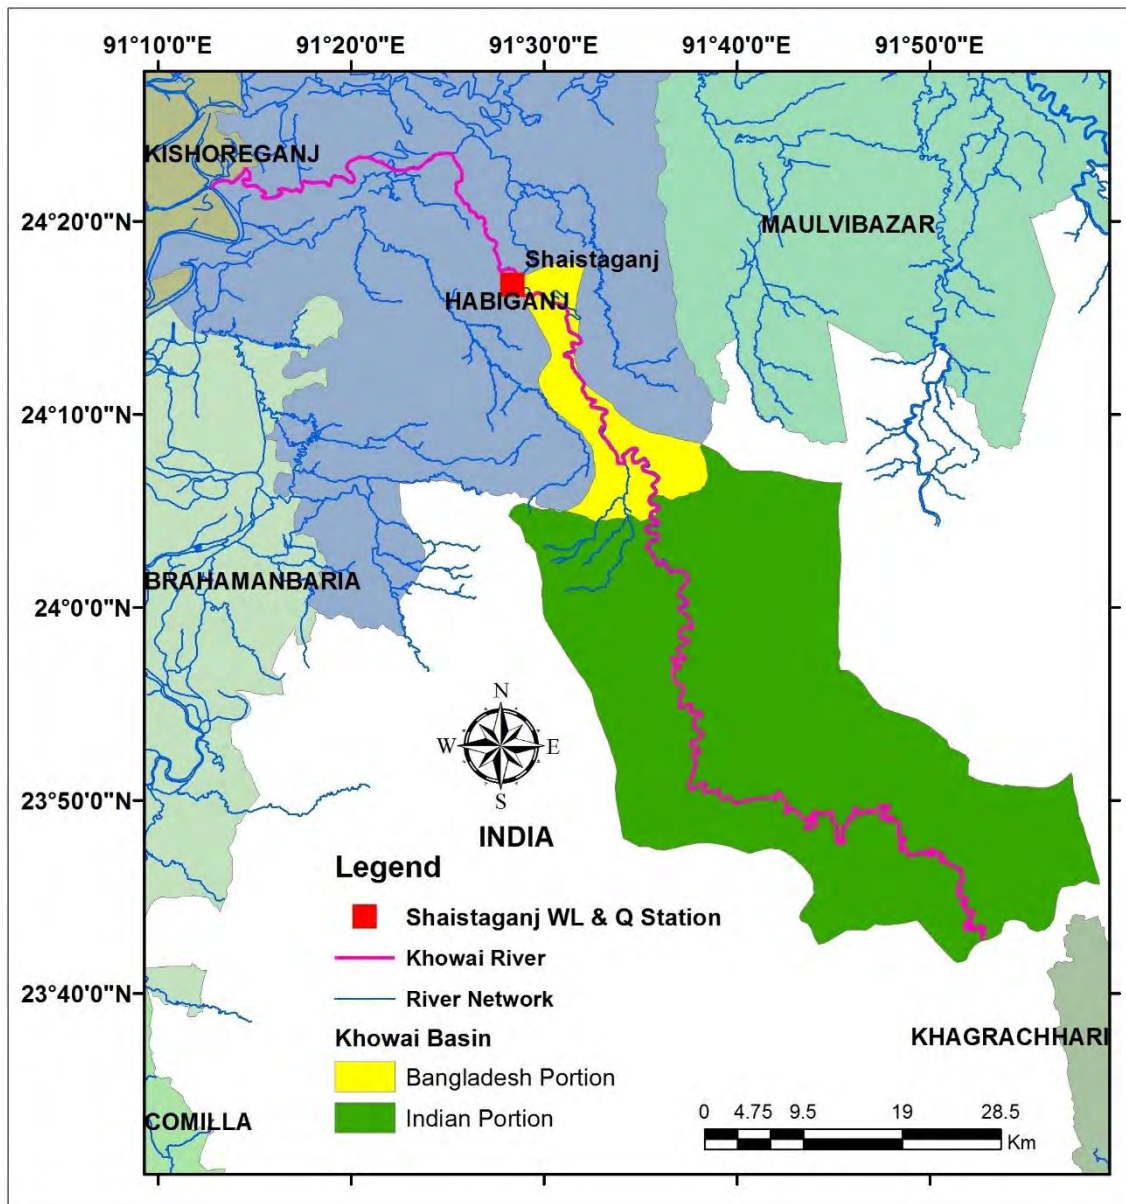 91°10'0"E 91°20'0"E 91°30'0"E 91°40'0"E 91°50'0"E
KISHOREGANJ
24°20'0"N
MAULVIBAZAR
Shaistaganj
HABIGANJ
24°10'0"N
BRAHAMANBARIA
24°0'0"N
N
W E
S
23°50'0"N
INDIA
Legend
Shaistaganj WL & Q Station
Khowai River
23°40'0"N
River Network
Khowai Basin
KHAGRACHHARI
Bangladesh Portion
Indian Portion
COMILLA
0 4.75 9.5 19 28.5
Km